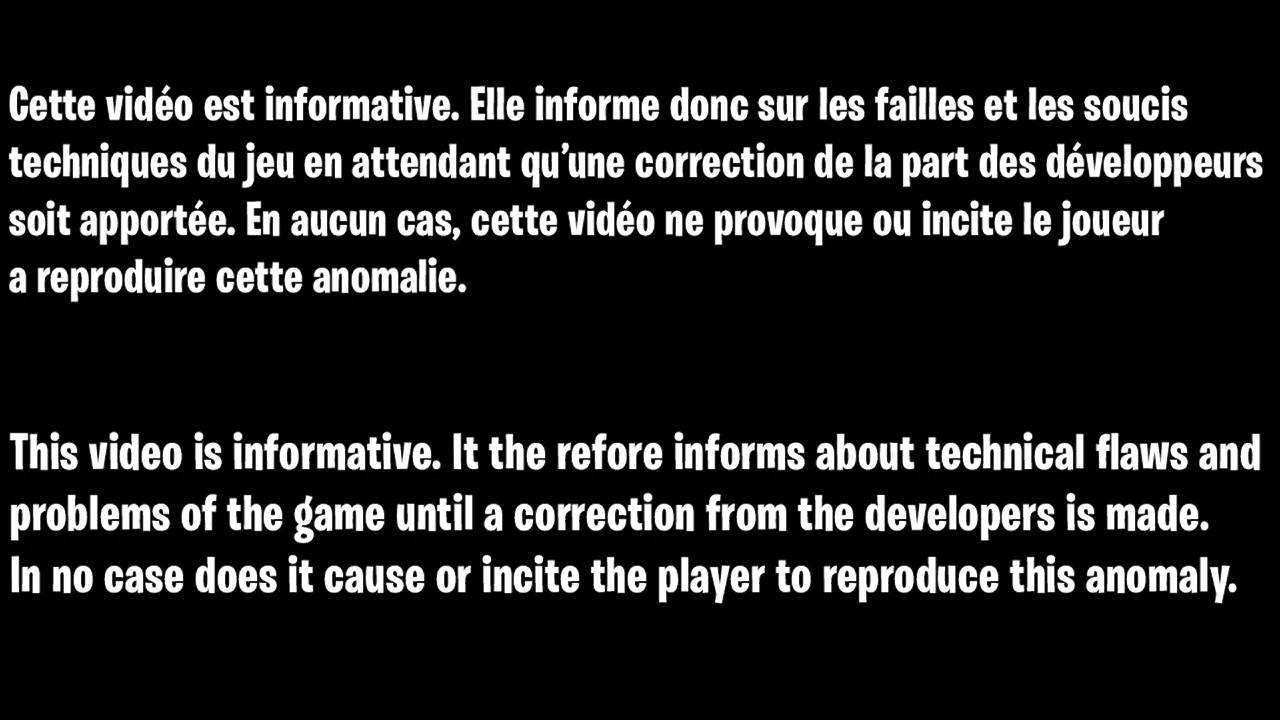 Cette vidéo est informative. Elle informe donc sur les failles et les soucis
techniques du jeu en attendant qu’une correction de la part des développeurs
soit apportée. En aucun cas, cette vidéo ne provoque ou incite le joueur
a reproduire cette anomalie.
This video is informative. It the refore informs about technical flaws and
problems of the game until a correction from the developers is made.
In no case does it cause or incite the player to reproduce this anomaly.